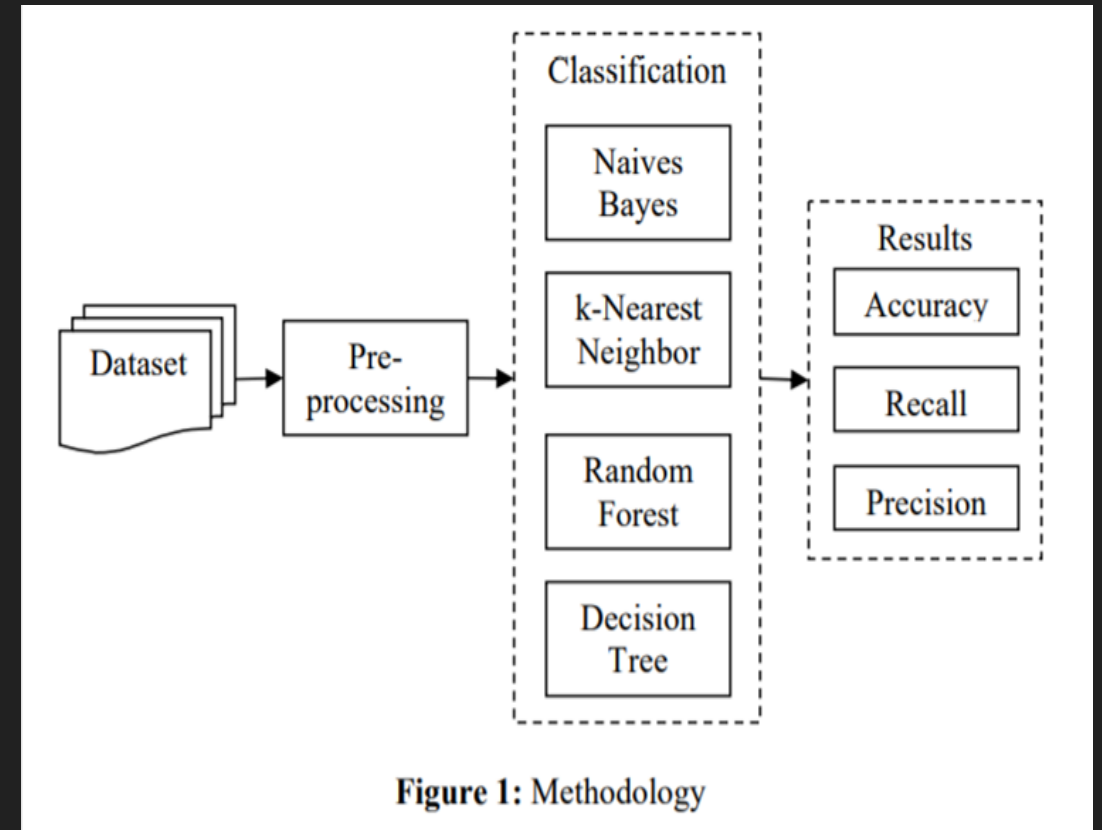 Dataset
Pre-
processing
Classification
Naives
Bayes
k-Nearest
Neighbor
Random
Forest
Decision
Tree
Results
Accuracy
Recall
Precision
Figure 1: Methodology